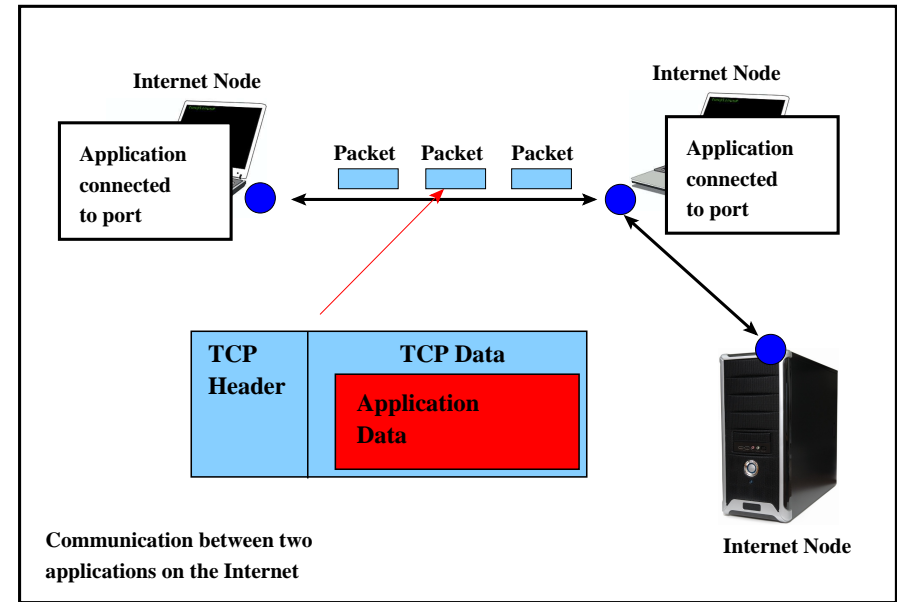 Internet Node
Internet Node
Application
connected
to port
Packet Packet Packet
Application
connected
to port
TCP
Header
TCP Data
Application
Data
Internet Node
Communication between two
applications on the Internet